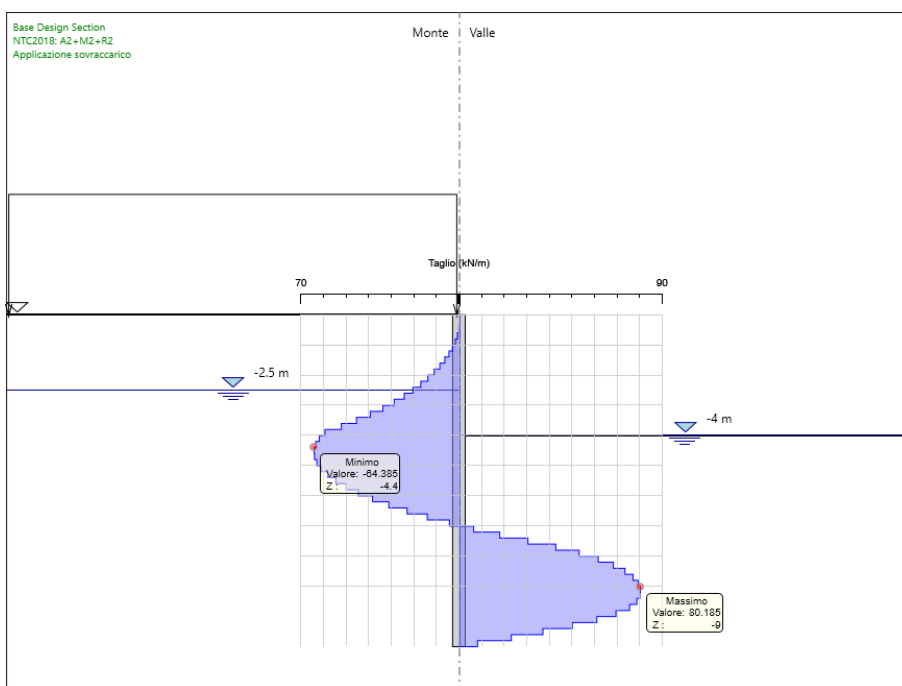 Base Design Section
NTC2018: A2+M2+R2
Applicazione sovraccarico
Monte
Valle
Taglio (kN/m)
70
90
-2.5 m
-4 m
Minimo
Valore: -64.385
Z : -4.4
Massimo
Valore: 80.185
Z : -9